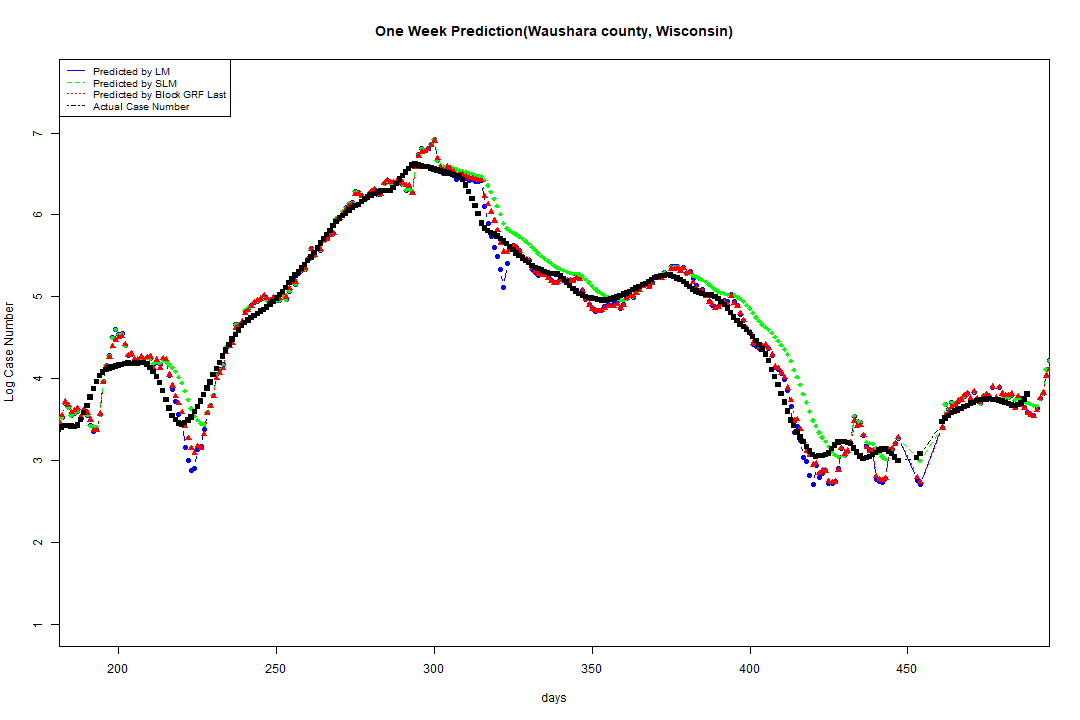 One Week Prediction(Waushara county, Wisconsin)
Predicted by LM
Predicted by SLM
Predicted by Block GRF Last
Actual Case Number
7
6
5
4
3
2
1
Log Case Number
200 250 300 350 400 450
days